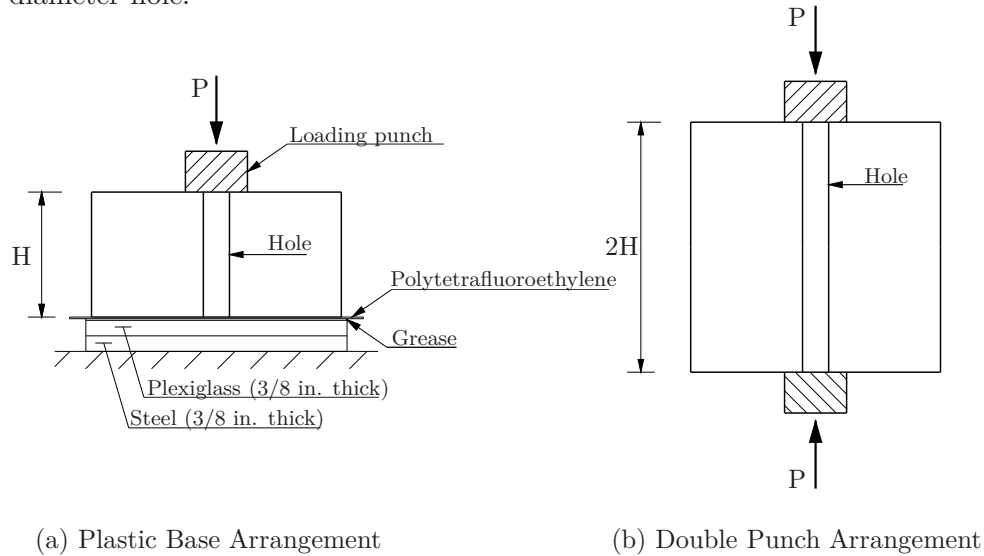 diameter hole.
P
Loading punch
H
Hole
Polytetrafluoroethylene
Grease
Plexiglass (3/8 in. thick)
Steel (3/8 in. thick)
(a) Plastic Base Arrangement
P
Hole
2H
P
(b) Double Punch Arrangement